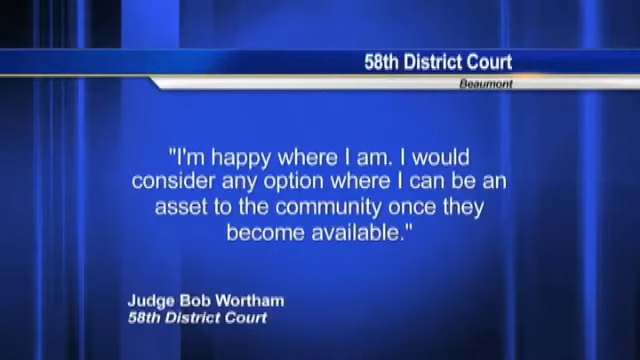 58th District Court
Beaumont
"I'm happy where I am. I would
consider any option where I can be an
asset to the community once they
become available."
Judge Bob Wortham
58th District Court